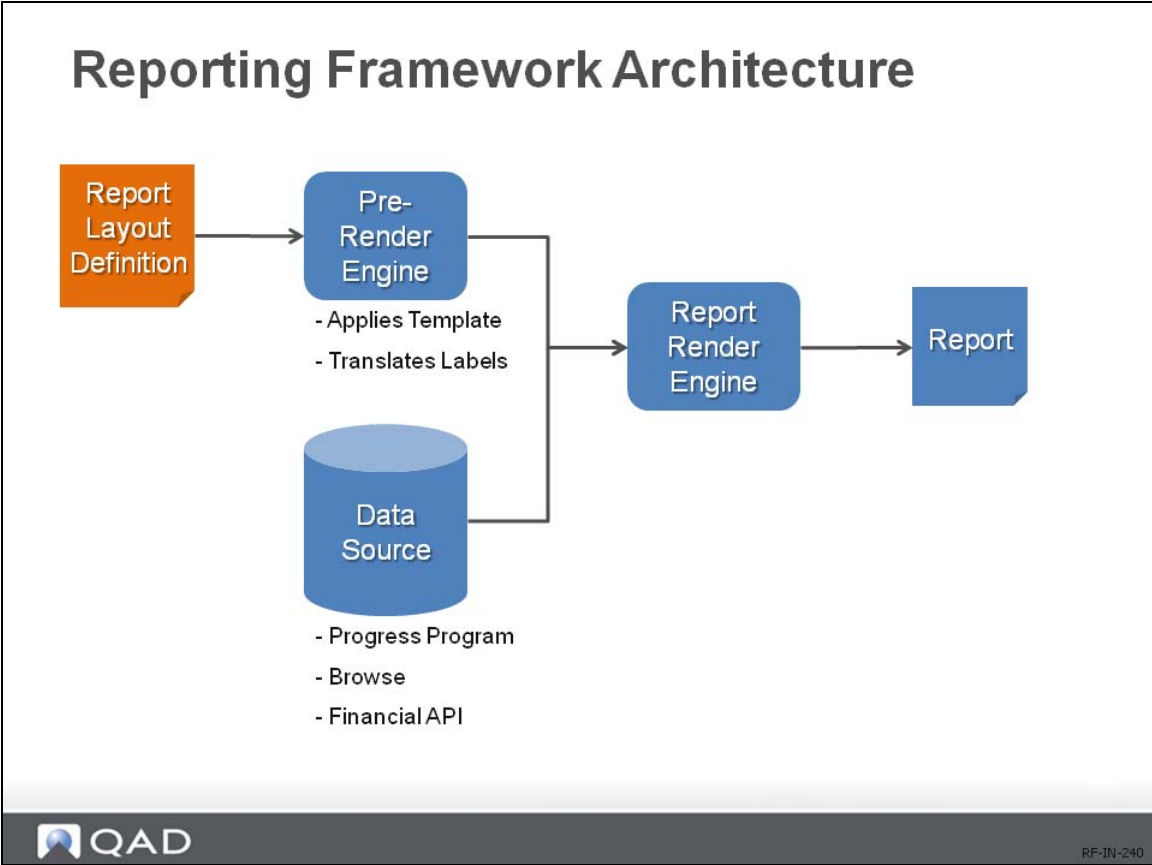 Reporting Framework Architecture
Report
Layout
Definition
Pre-
Render
Engine
- Applies Template
- Translates Labels
Data
Source
- Progress Program
- Browse
- Financial API
Report
Render
Engine
Report
QAD
RF-IN-240